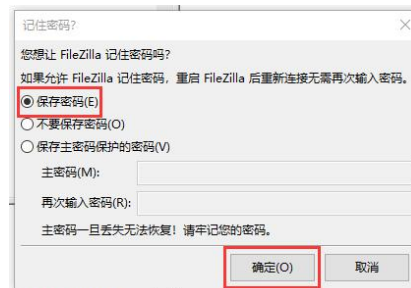 记住密码?
您想让 FileZilla 记住密码吗?
如果允许 FileZilla 记住密码，重启 FileZilla 后重新连接无需再次输入密码。
保存密码(E)
不要保存密码(O)
保存主密码保护的密码(V)
主密码(M):
再次输入密码(R):
主密码一旦丢失无法恢复！请牢记您的密码。
确定(O) 取消